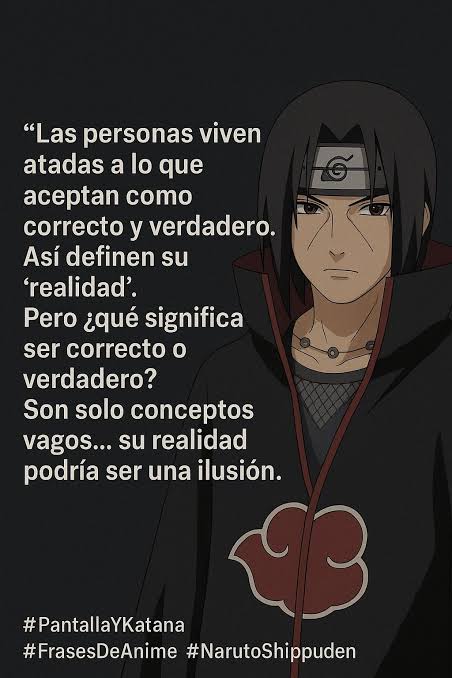 “Las personas viven
atadas a lo que
aceptan como
correcto y verdadero.
Así definen su
‘realidad’.
Pero ¿qué significa
ser correcto o
verdadero?
Son solo conceptos
vagos... su realidad
podría ser una ilusión.
#PantallaYKatana
#FrasesDeAnime #NarutoShippuden